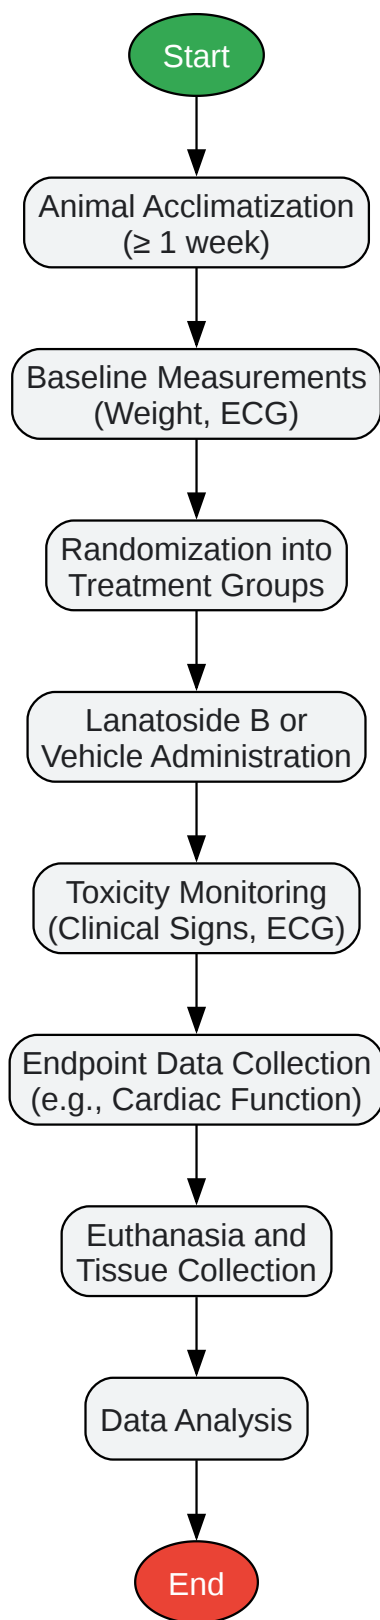 Start
Animal Acclimatization
(≥ 1 week)
Baseline Measurements
(Weight, ECG)
Randomization into
Treatment Groups
Lanatoside B or
Vehicle Administration
Toxicity Monitoring
(Clinical Signs, ECG)
Endpoint Data Collection
(e.g., Cardiac Function)
Euthanasia and
Tissue Collection
Data Analysis
End